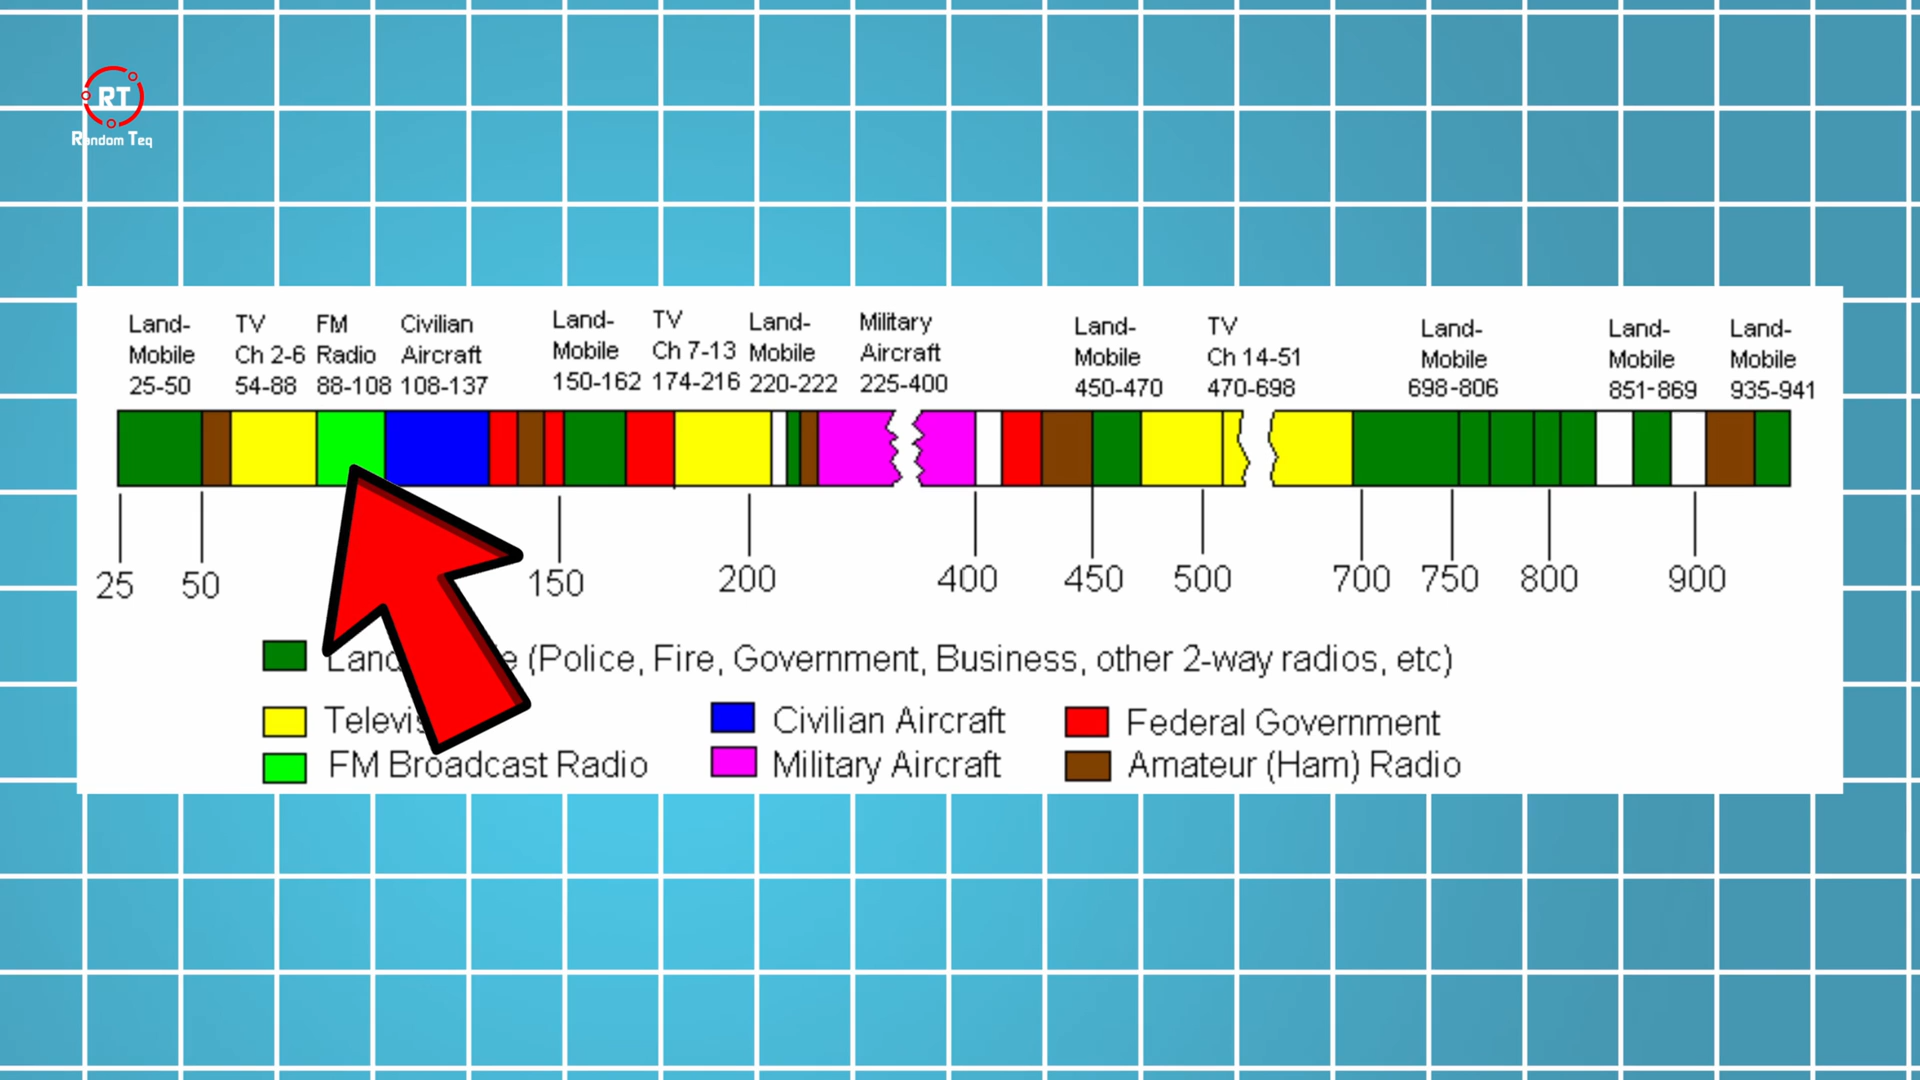 RT
Random Teq
Land-
Mobile
25-50
TV
Ch 2-6
54-88
FM
Radio
88-108
Civilian
Aircraft
108-137
Land-
Mobile
150-162
TV
Ch 7-13
174-216
Land-
Mobile
220-222
Military
Aircraft
225-400
Land-
Mobile
450-470
TV
Ch 14-51
470-698
Land-
Mobile
698-806
Land-
Mobile
851-869
Land-
Mobile
935-941
25 50 150 200 400 450 500 700 750 800 900
(Police, Fire, Government, Business, other 2-way radios, etc)
Civilian Aircraft
Federal Government
FM Broadcast Radio
Military Aircraft
Amateur (Ham) Radio